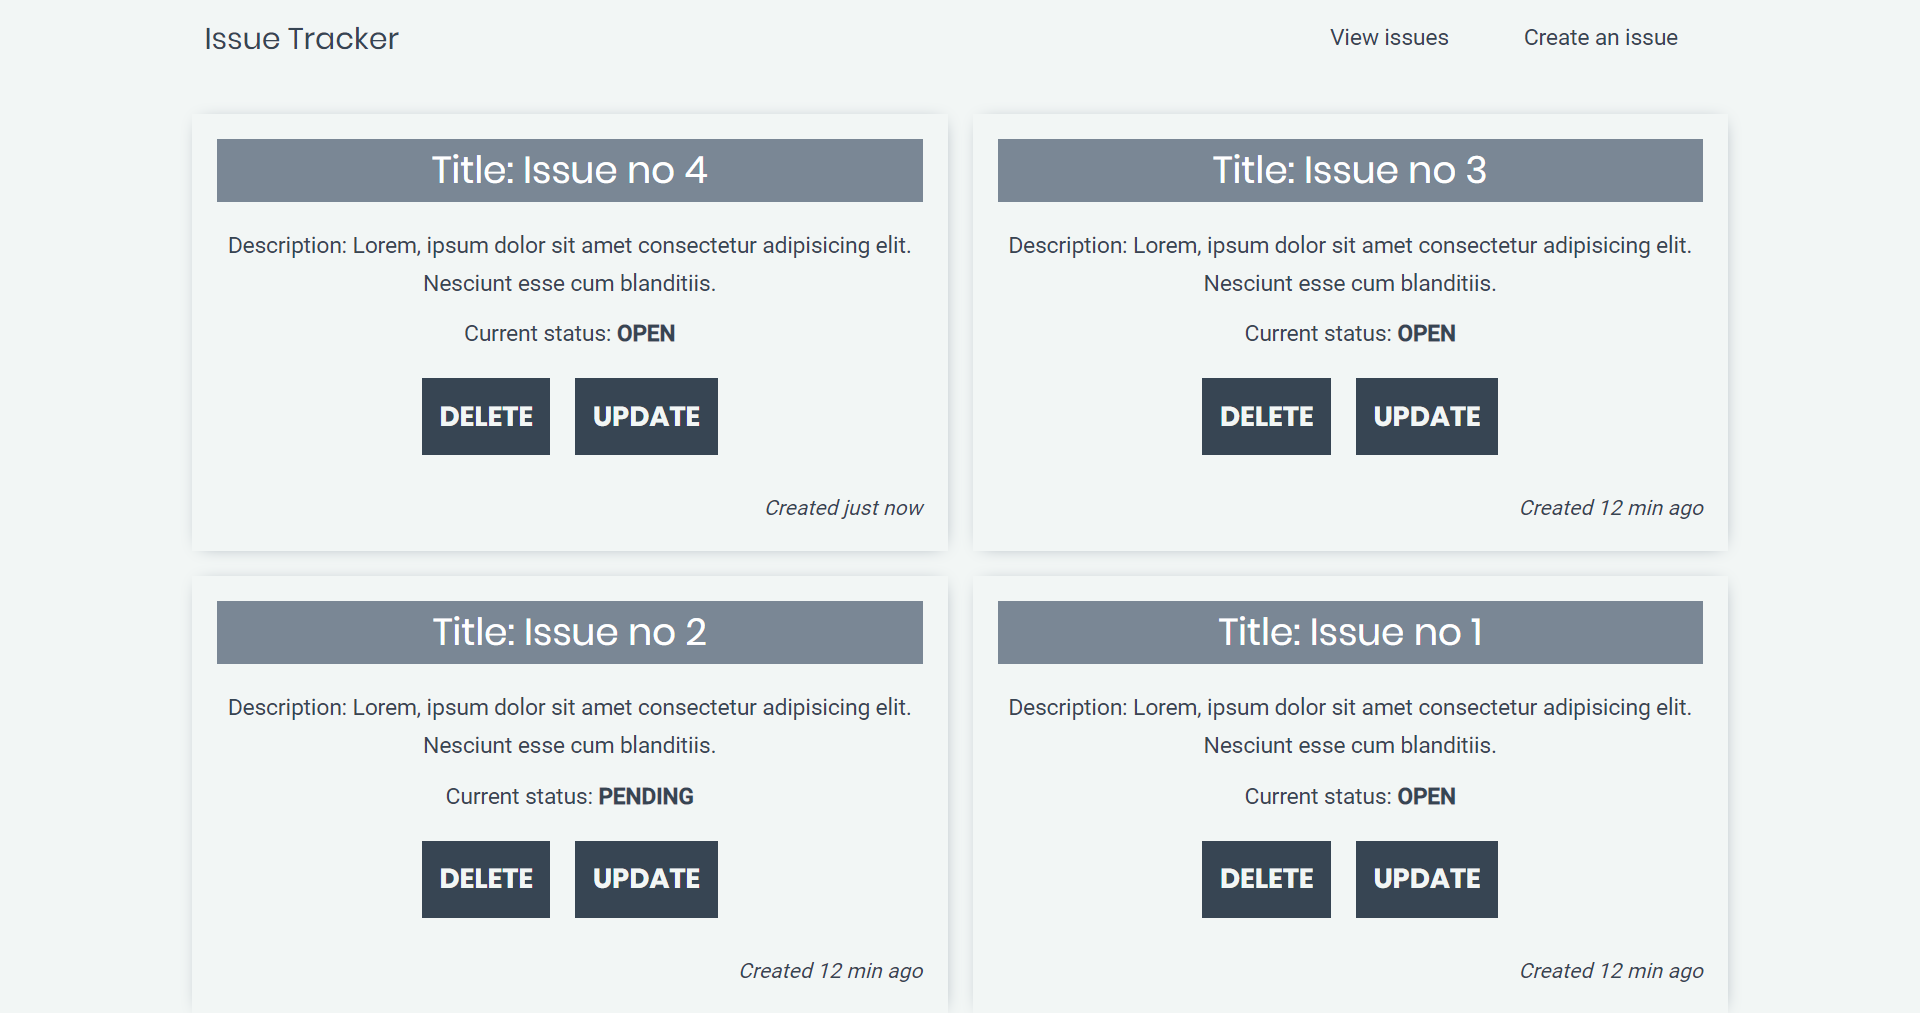 Issue Tracker
View issues
Create an issue
Title: Issue no 4
Description: Lorem, ipsum dolor sit amet consectetur adipisicing elit.
Nesciunt esse cum blanditiis.
Current status: OPEN
DELETE
UPDATE
Created just now
Title: Issue no 3
Description: Lorem, ipsum dolor sit amet consectetur adipisicing elit.
Nesciunt esse cum blanditiis.
Current status: OPEN
DELETE
UPDATE
Created 12 min ago
Title: Issue no 2
Description: Lorem, ipsum dolor sit amet consectetur adipisicing elit.
Nesciunt esse cum blanditiis.
Current status: PENDING
DELETE
UPDATE
Created 12 min ago
Title: Issue no 1
Description: Lorem, ipsum dolor sit amet consectetur adipisicing elit.
Nesciunt esse cum blanditiis.
Current status: OPEN
DELETE
UPDATE
Created 12 min ago